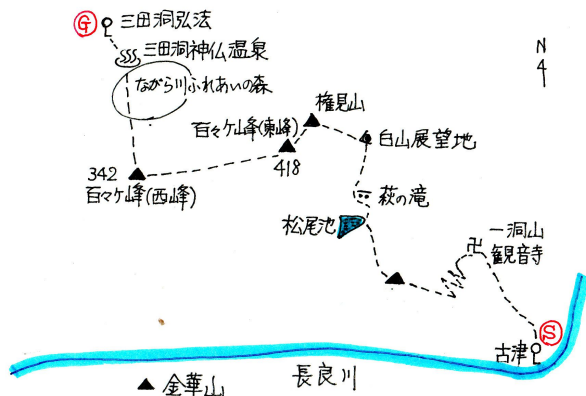 G 三田洞弘法
三田洞神仏温泉
ながら川ふれあいの森
N
4
権見山
百々ケ峰(東峰)
418
白山展望地
342
百々ケ峰(西峰)
萩の滝
松尾池
卍 一洞山
観音寺
S
古津
長良川
金華山